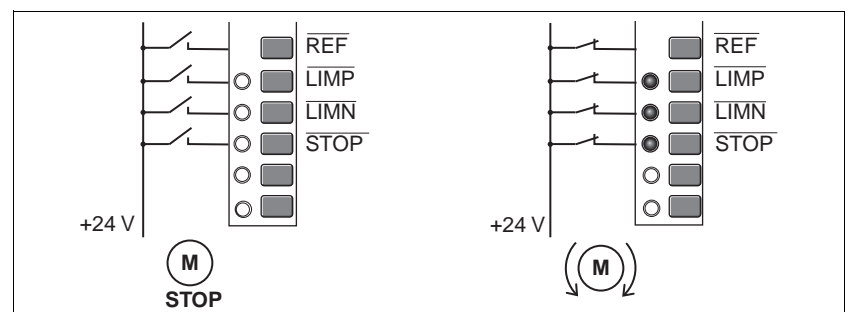 REF
LIMP
LIMN
STOP
+24 V
M
STOP
REF
LIMP
LIMN
STOP
+24 V
M